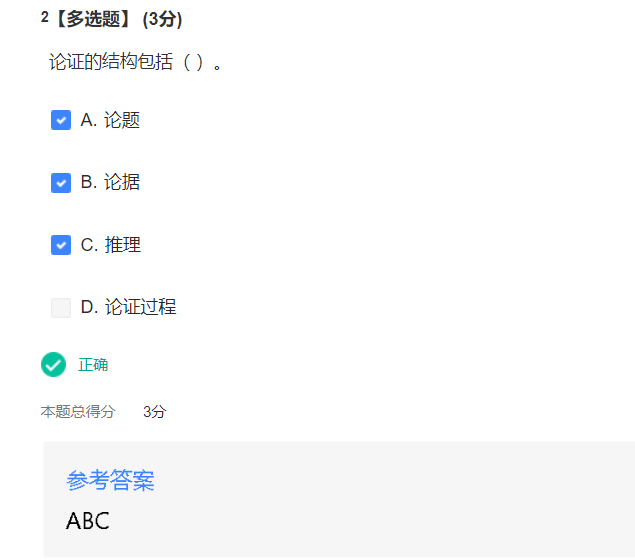 2【多选题】 (3分)
论证的结构包括（ ）。
A. 论题
B. 论据
C. 推理
D. 论证过程
正确
本题总得分 3分
参考答案
ABC